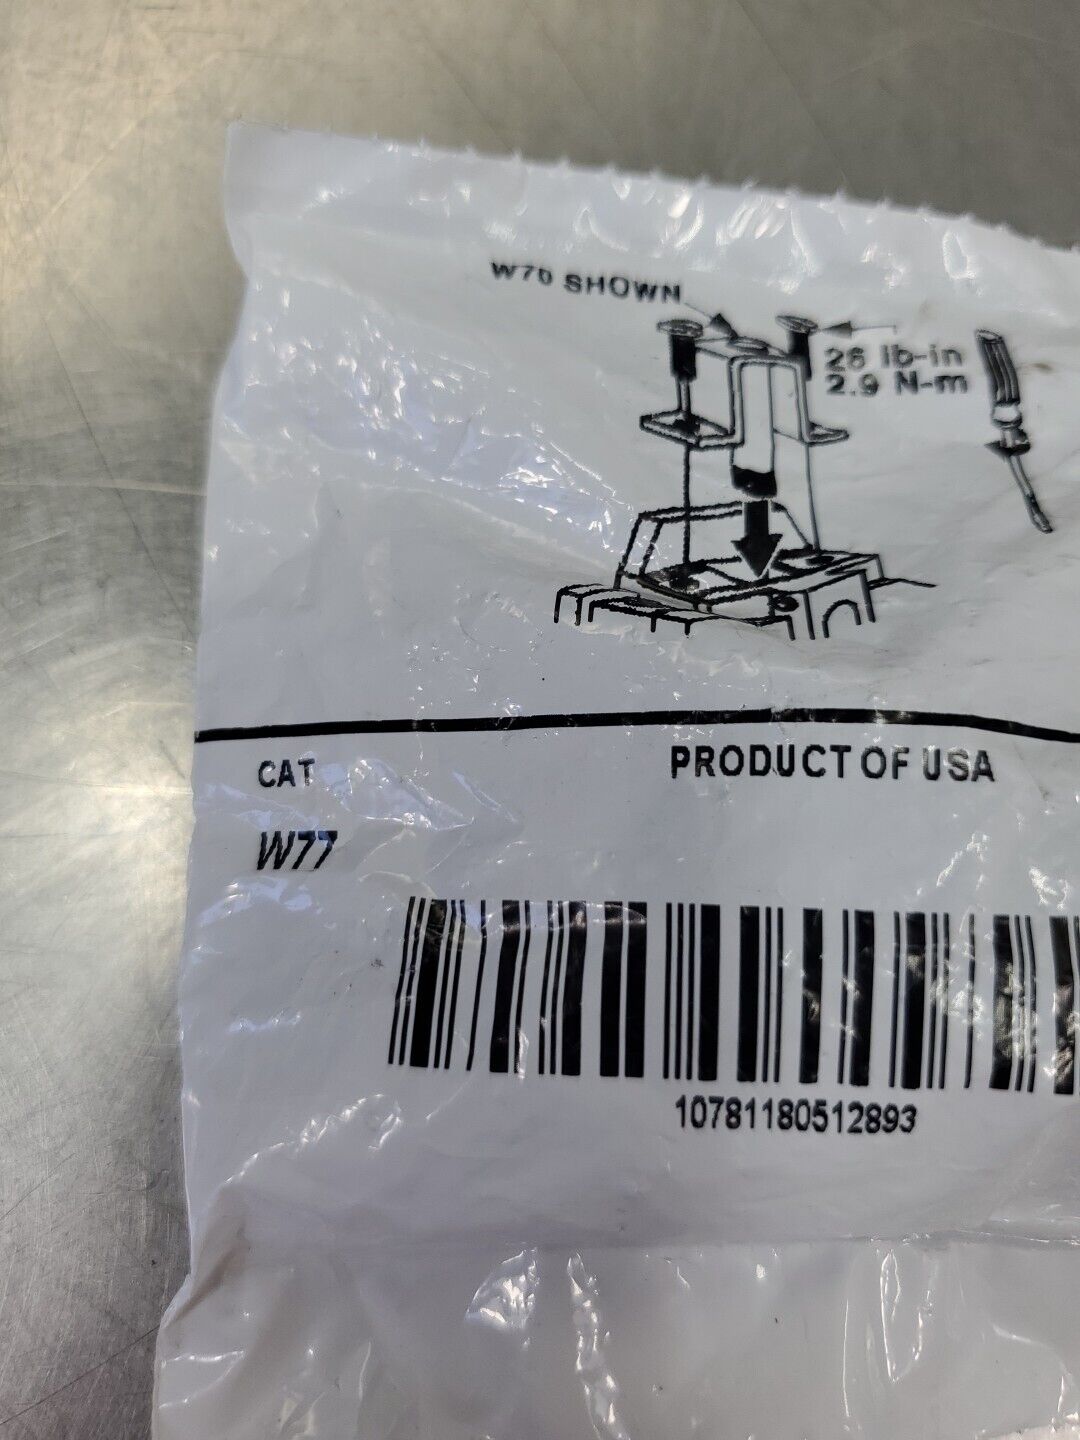 W70 SHOWN
26 lb-in
2.9 N-m
CAT
PRODUCT OF USA
W77
10781180512893